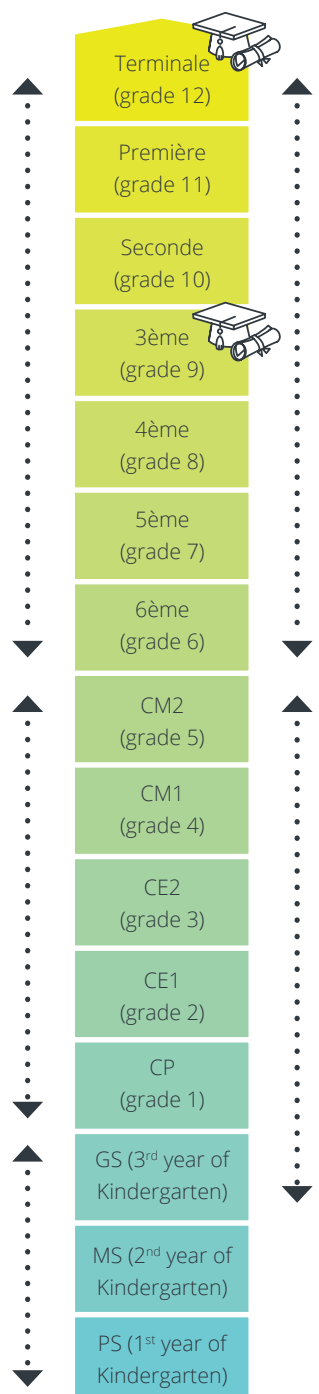 Terminale
(grade 12)
Première
(grade 11)
Seconde
(grade 10)
3ème
(grade 9)
4ème
(grade 8)
5ème
(grade 7)
6ème
(grade 6)
CM2
(grade 5)
CM1
(grade 4)
CE2
(grade 3)
CE1
(grade 2)
CP
(grade 1)
GS (3rd year of
Kindergarten)
MS (2nd year of
Kindergarten)
PS (1st year of
Kindergarten)